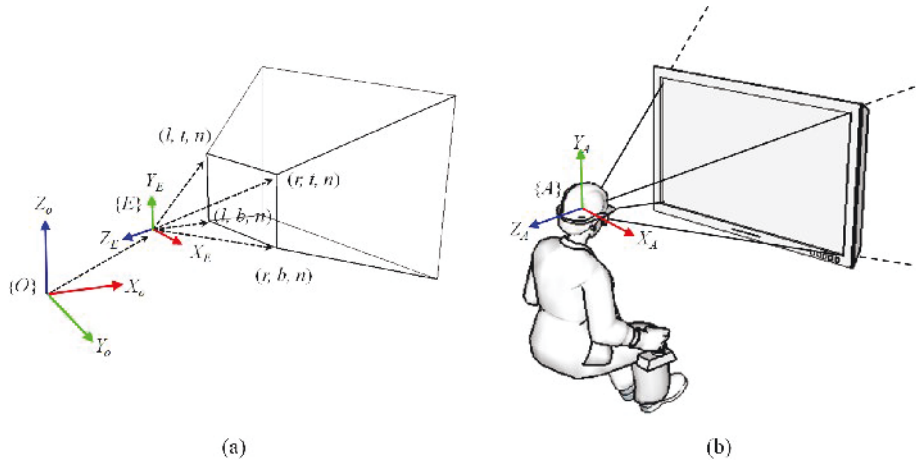 (l, t, n)
(r, t, n)
Y_E
{E}
(l, b, n)
Z_E
X_E
(r, b, n)
Z_o
{O}
X_o
Y_o
(a)
Y_A
{A}
Z_A
X_A
(b)